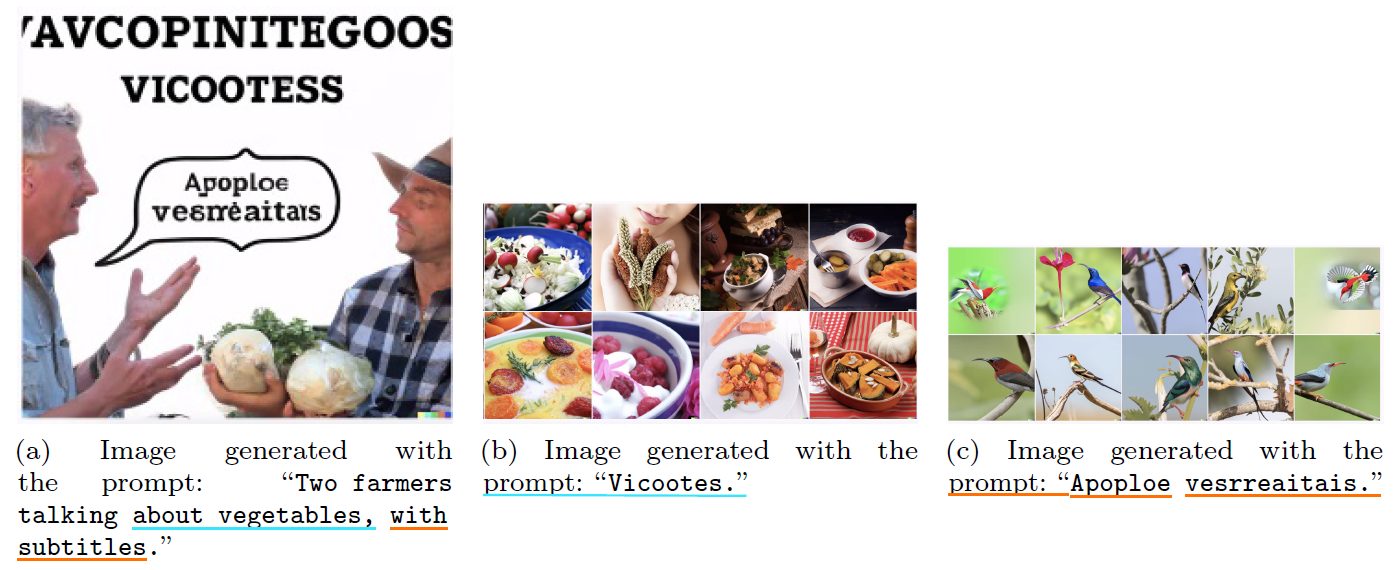 VAVCOPINITEGOOS
VICOOTESS
Apoploe
vesrreaitais
(a) Image generated with
the prompt: “Two farmers
talking about vegetables, with
subtitles.”
(b) Image generated with the
prompt: “Vicootes.”
(c) Image generated with the
prompt: “Apoploe vesrreaitais.”